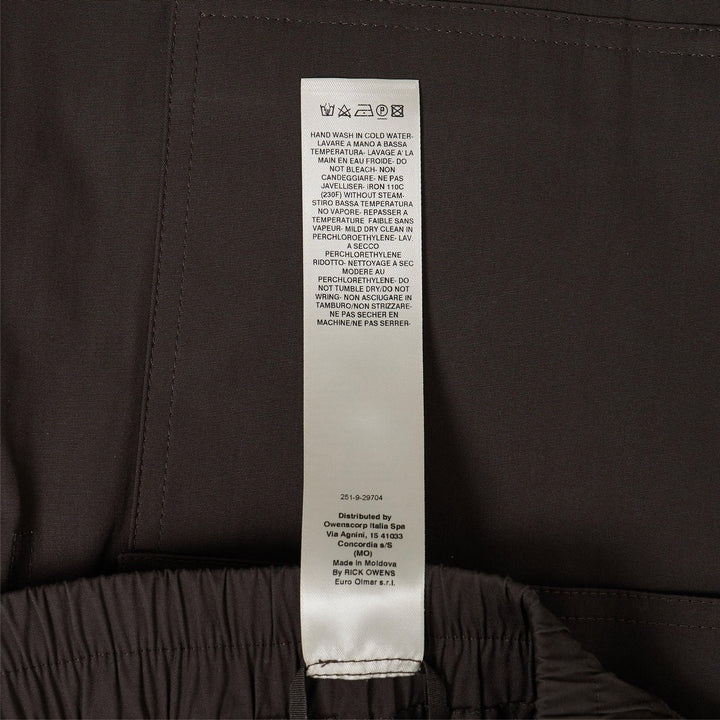 HAND WASH IN COLD WATER-
LAVARE A MANO A BASSA
TEMPERATURA- LAVAGE A' LA
MAIN EN EAU FROIDE- DO
NOT BLEACH- NON
CANDEGGIARE- NE PAS
JAVELLISER- IRON 110C
(230F) WITHOUT STEAM-
STIRO BASSA TEMPERATURA
NO VAPORE- REPASSER A
TEMPERATURE FAIBLE SANS
VAPEUR- MILD DRY CLEAN IN
PERCHLOROETHYLENE- LAV.
A SECCO
PERCHLORETHYLENE
RIDOTTO- NETTOYAGE A SEC
MODERE AU
PERCHLORETHYLENE- DO
NOT TUMBLE DRY/DO NOT
WRING- NON ASCIUGARE IN
TAMBURO/NON STRIZZARE-
NE PAS SECHER EN
MACHINE/NE PAS SERRER-
251-9-29704
Distributed by
Owenscorp Italia Spa
Via Agnini, 15 41033
Concordia s/S
(MO)
Made in Moldova
By RICK OWENS
Euro Olmar s.r.l.